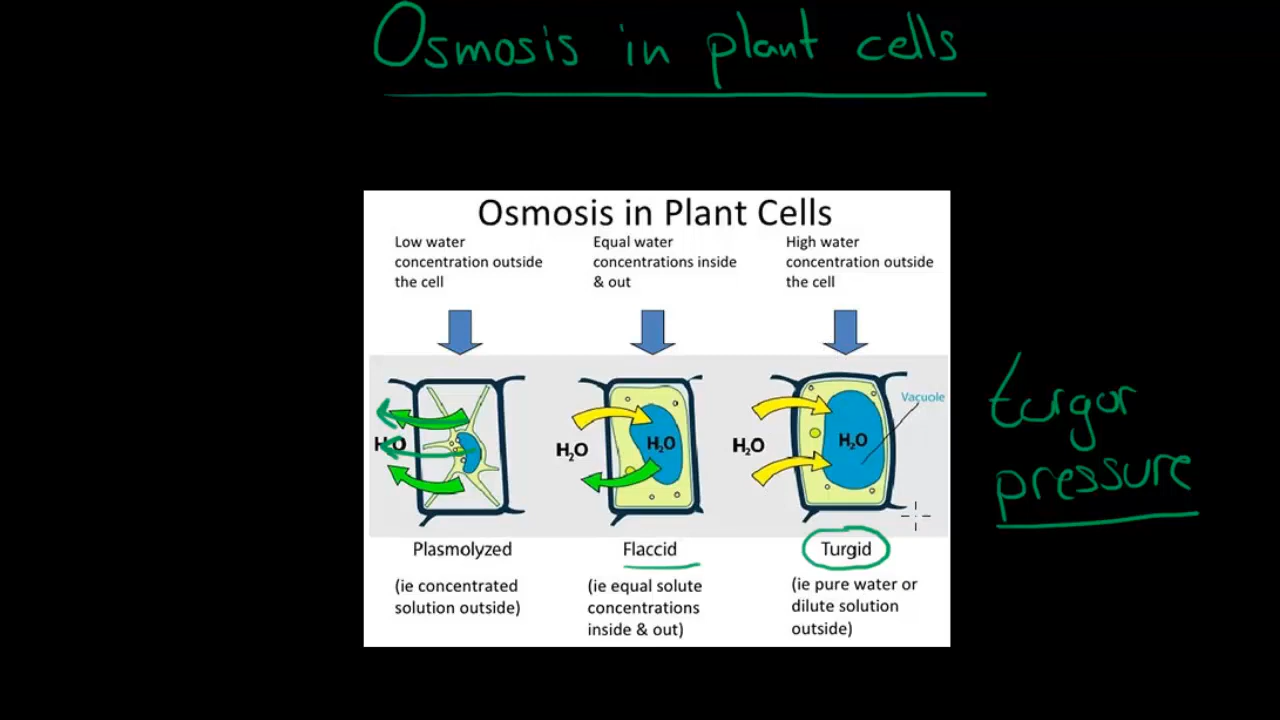 Osmosis in plant cells
Osmosis in Plant Cells
Low water
concentration outside
the cell
Equal water
concentrations inside
& out
High water
concentration outside
the cell
H₂O
H₂O
H₂O
H₂O
H₂O
Vacuole
Plasmolyzed
(ie concentrated
solution outside)
Flaccid
(ie equal solute
concentrations
inside & out)
Turgid
(ie pure water or
dilute solution
outside)
turgor
pressure